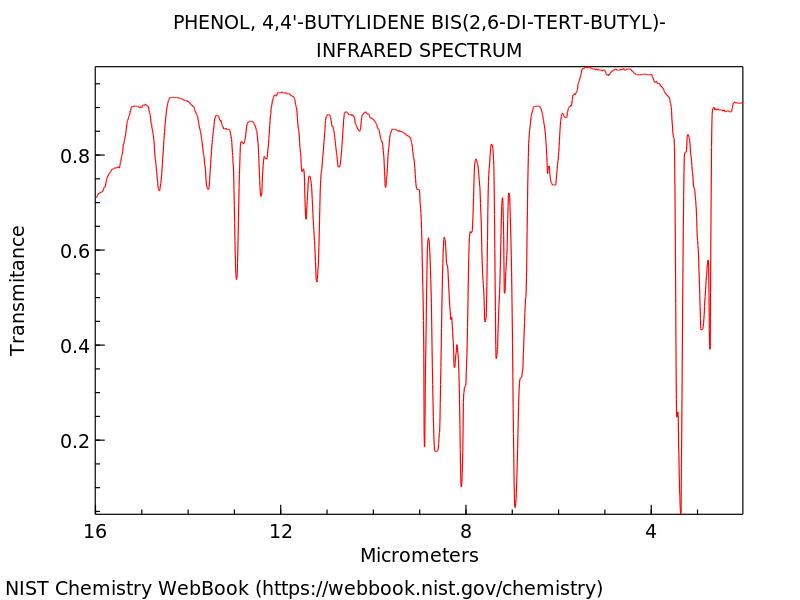 PHENOL, 4,4'-BUTYLIDENE BIS(2,6-DI-TERT-BUTYL)-
INFRARED SPECTRUM
0.8
0.6
0.4
0.2
Transmitance
16 12 8 4
Micrometers
NIST Chemistry WebBook (https://webbook.nist.gov/chemistry)